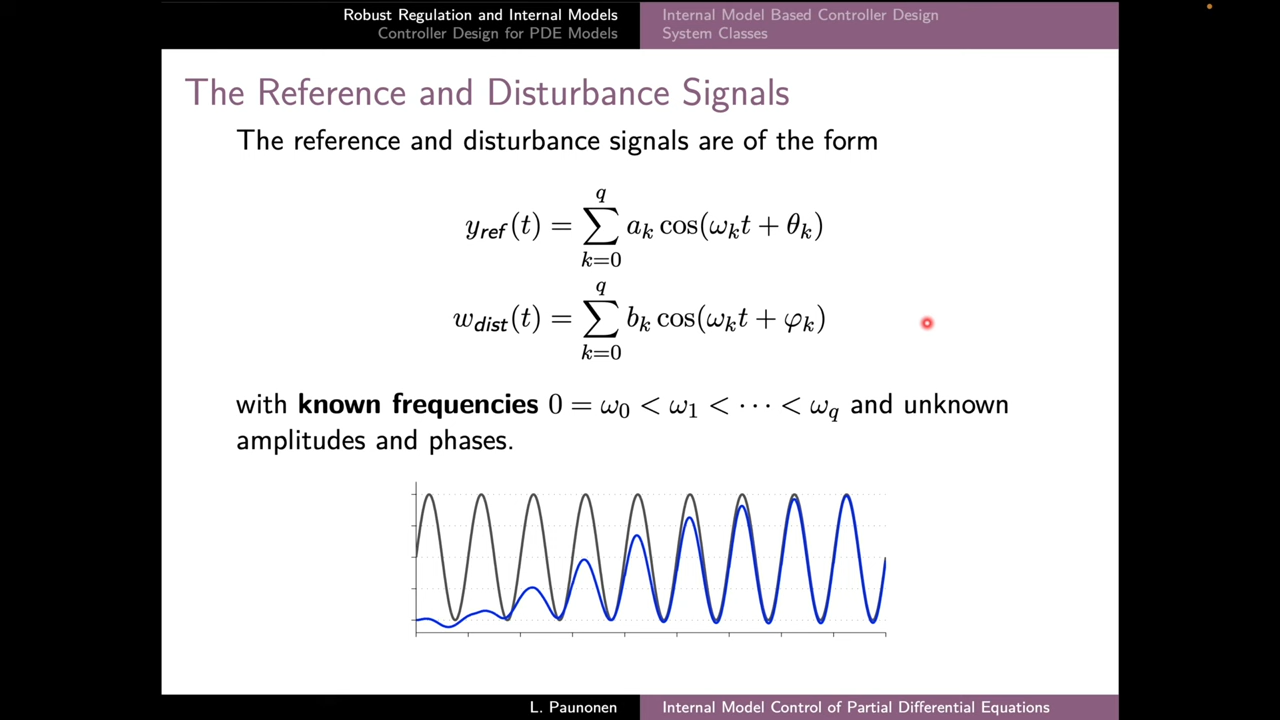 Robust Regulation and Internal Models
Controller Design for PDE Models
Internal Model Based Controller Design
System Classes
The Reference and Disturbance Signals
The reference and disturbance signals are of the form
y_ref(t) = ∑_{k=0}^{q} a_k cos(ω_k t + θ_k)
w_dist(t) = ∑_{k=0}^{q} b_k cos(ω_k t + φ_k)
with known frequencies 0 = ω_0 < ω_1 < ··· < ω_q and unknown
amplitudes and phases.
L. Paunonen
Internal Model Control of Partial Differential Equations